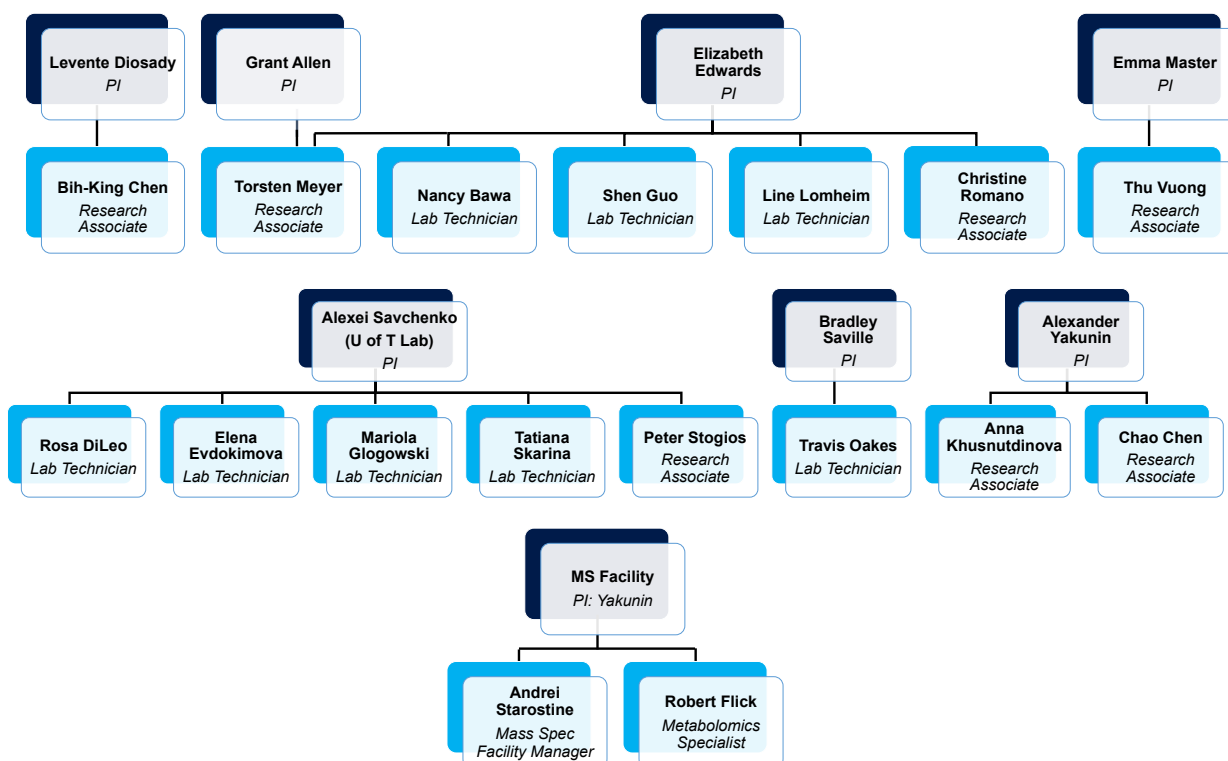 Levente Diosady
PI
Grant Allen
PI
Elizabeth
Edwards
PI
Emma Master
PI
Bih-King Chen
Research
Associate
Torsten Meyer
Research
Associate
Nancy Bawa
Lab Technician
Shen Guo
Lab Technician
Line Lomheim
Lab Technician
Christine
Romano
Research
Associate
Thu Vuong
Research
Associate
Alexei Savchenko
(U of T Lab)
PI
Bradley
Saville
PI
Alexander
Yakunin
PI
Rosa DiLeo
Lab Technician
Elena
Evdokimova
Lab Technician
Mariola
Glogowski
Lab Technician
Tatiana
Skarina
Lab Technician
Peter Stogios
Research
Associate
Travis Oakes
Lab Technician
Anna
Khusnutdinova
Research
Associate
Chao Chen
Research
Associate
MS Facility
PI: Yakunin
Andrei
Starostine
Mass Spec
Facility Manager
Robert Flick
Metabolomics
Specialist